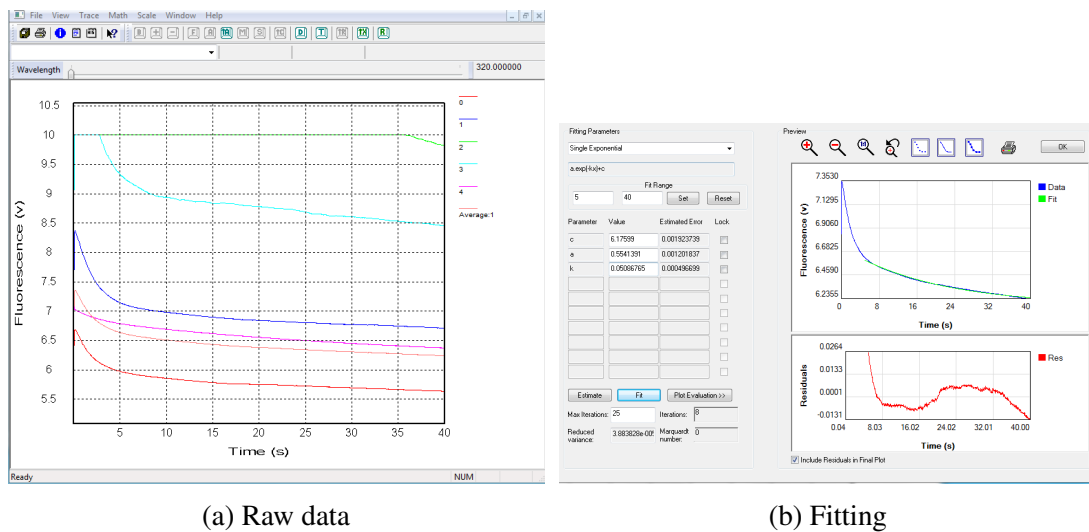 File View Trace Math Scale Window Help
Wavelength
320.000000
10.5
10
9.5
9
8.5
8
7.5
7
6.5
6
5.5
Fluorescence (v)
5 10 15 20 25 30 35 40
Time (s)
0
1
2
3
4
Average:1
Ready
NUM
(a) Raw data
Fitting Parameters
Single Exponential
a.exp(-kx)+c
Fit Range
5 40 Set Reset
Parameter Value Estimated Error Lock
c 6.17599 0.001923739
a 0.5541391 0.001201837
k 0.05086765 0.000496699
Estimate Fit Plot Evaluation >>
Max Iterations: 25 Iterations: 8
Reduced variance: 3.883828e-005 Marquardt number: 0
Preview
OK
7.3530
7.1295
6.9060
6.6825
6.4590
6.2355
Fluorescence (v)
0 8 16 24 32 40
Time (s)
Data
Fit
0.0264
0.0133
0.0001
-0.0131
Residuals
0.04 8.03 16.02 24.02 32.01 40.00
Time (s)
Res
Include Residuals in Final Plot
(b) Fitting